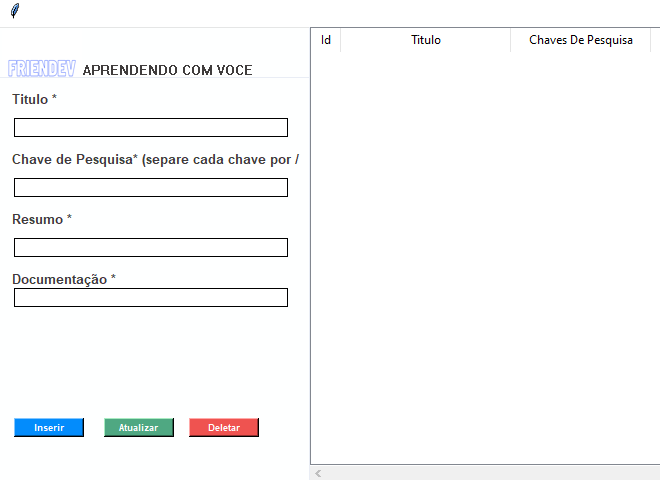 Id Titulo Chaves De Pesquisa
FRIENDEV APRENDENDO COM VOCE
Titulo *
Chave de Pesquisa* (separe cada chave por /
Resumo *
Documentação *
Inserir Atualizar Deletar